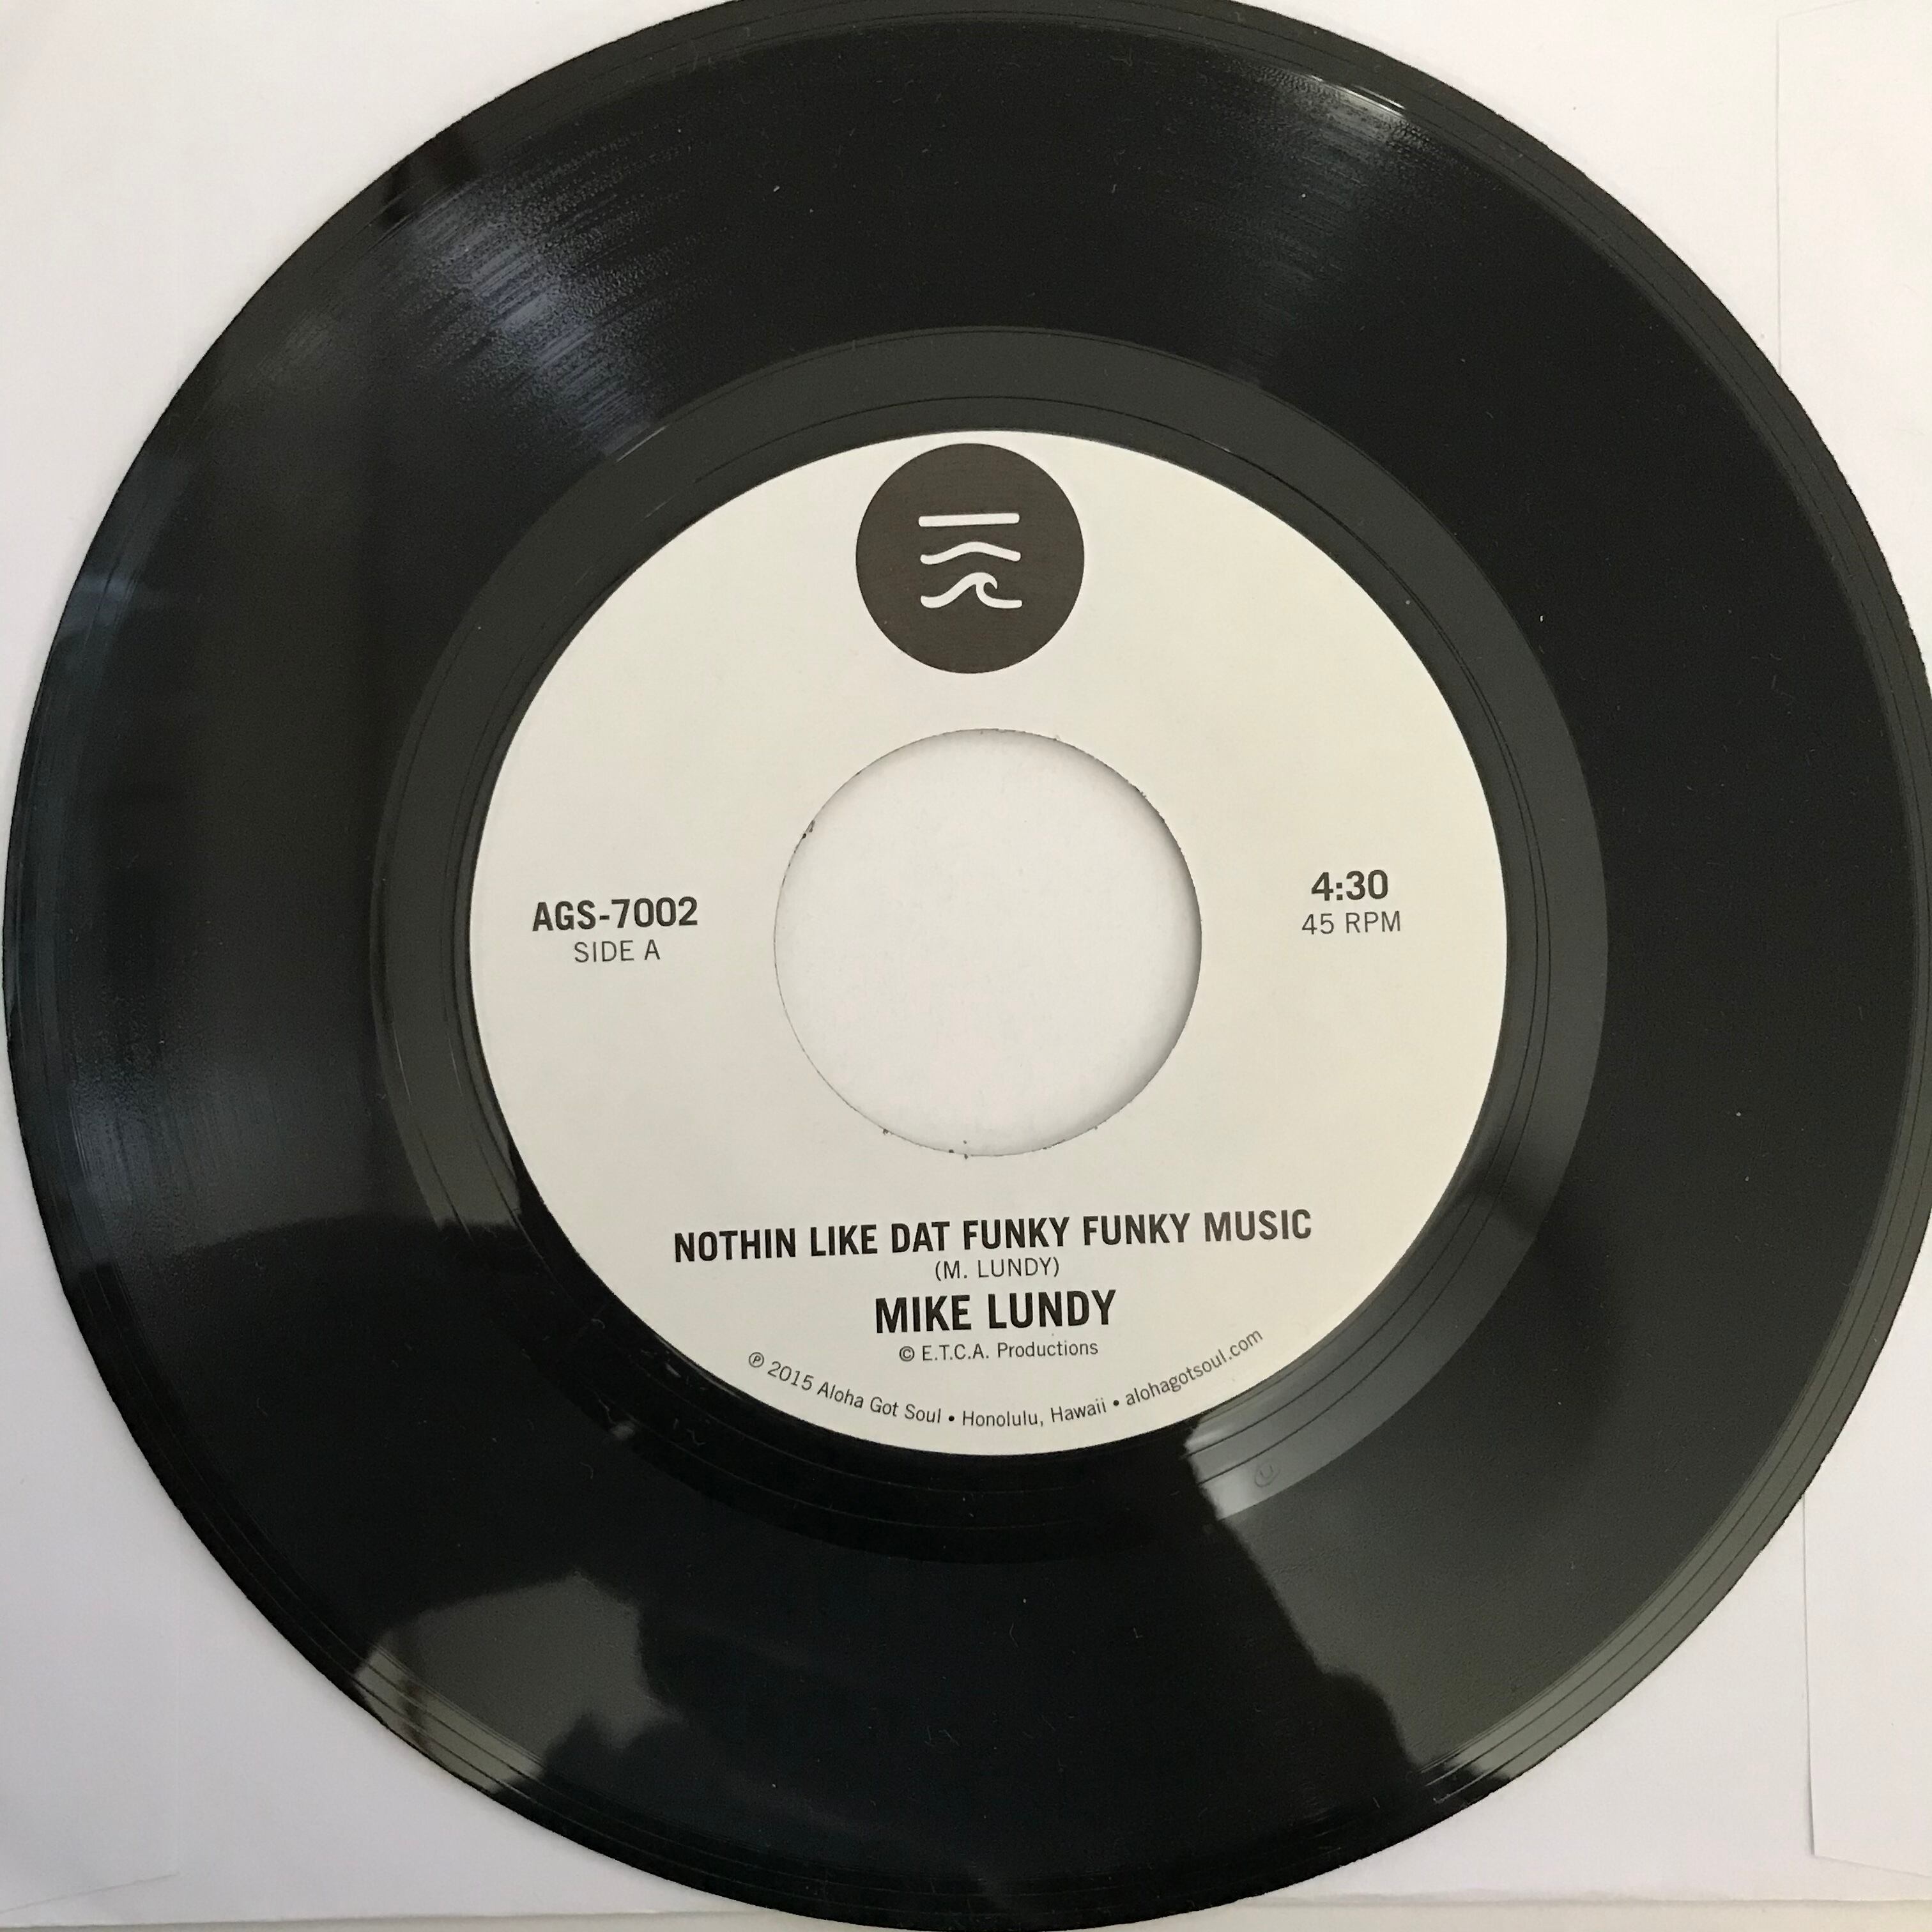 AGS-7002
SIDE A
4:30
45 RPM
NOTHIN LIKE DAT FUNKY FUNKY MUSIC
(M. LUNDY)
MIKE LUNDY
© E.T.C.A. Productions
℗ 2015 Aloha Got Soul • Honolulu, Hawaii • alohagotsoul.com